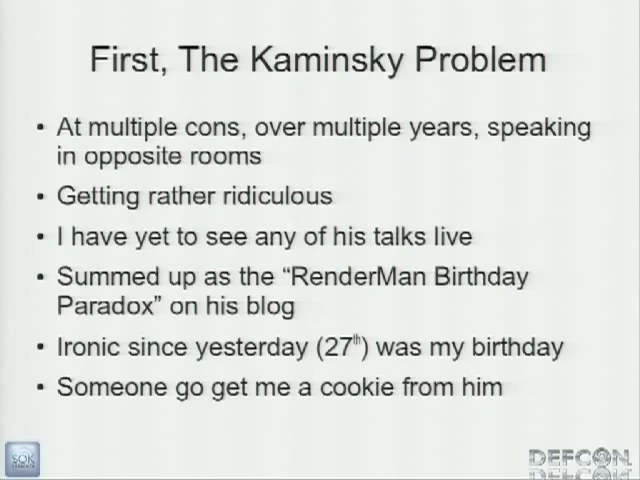 First, The Kaminsky Problem
• At multiple cons, over multiple years, speaking
in opposite rooms
• Getting rather ridiculous
• I have yet to see any of his talks live
• Summed up as the “RenderMan Birthday
Paradox” on his blog
• Ironic since yesterday (27th) was my birthday
• Someone go get me a cookie from him
DEFCON